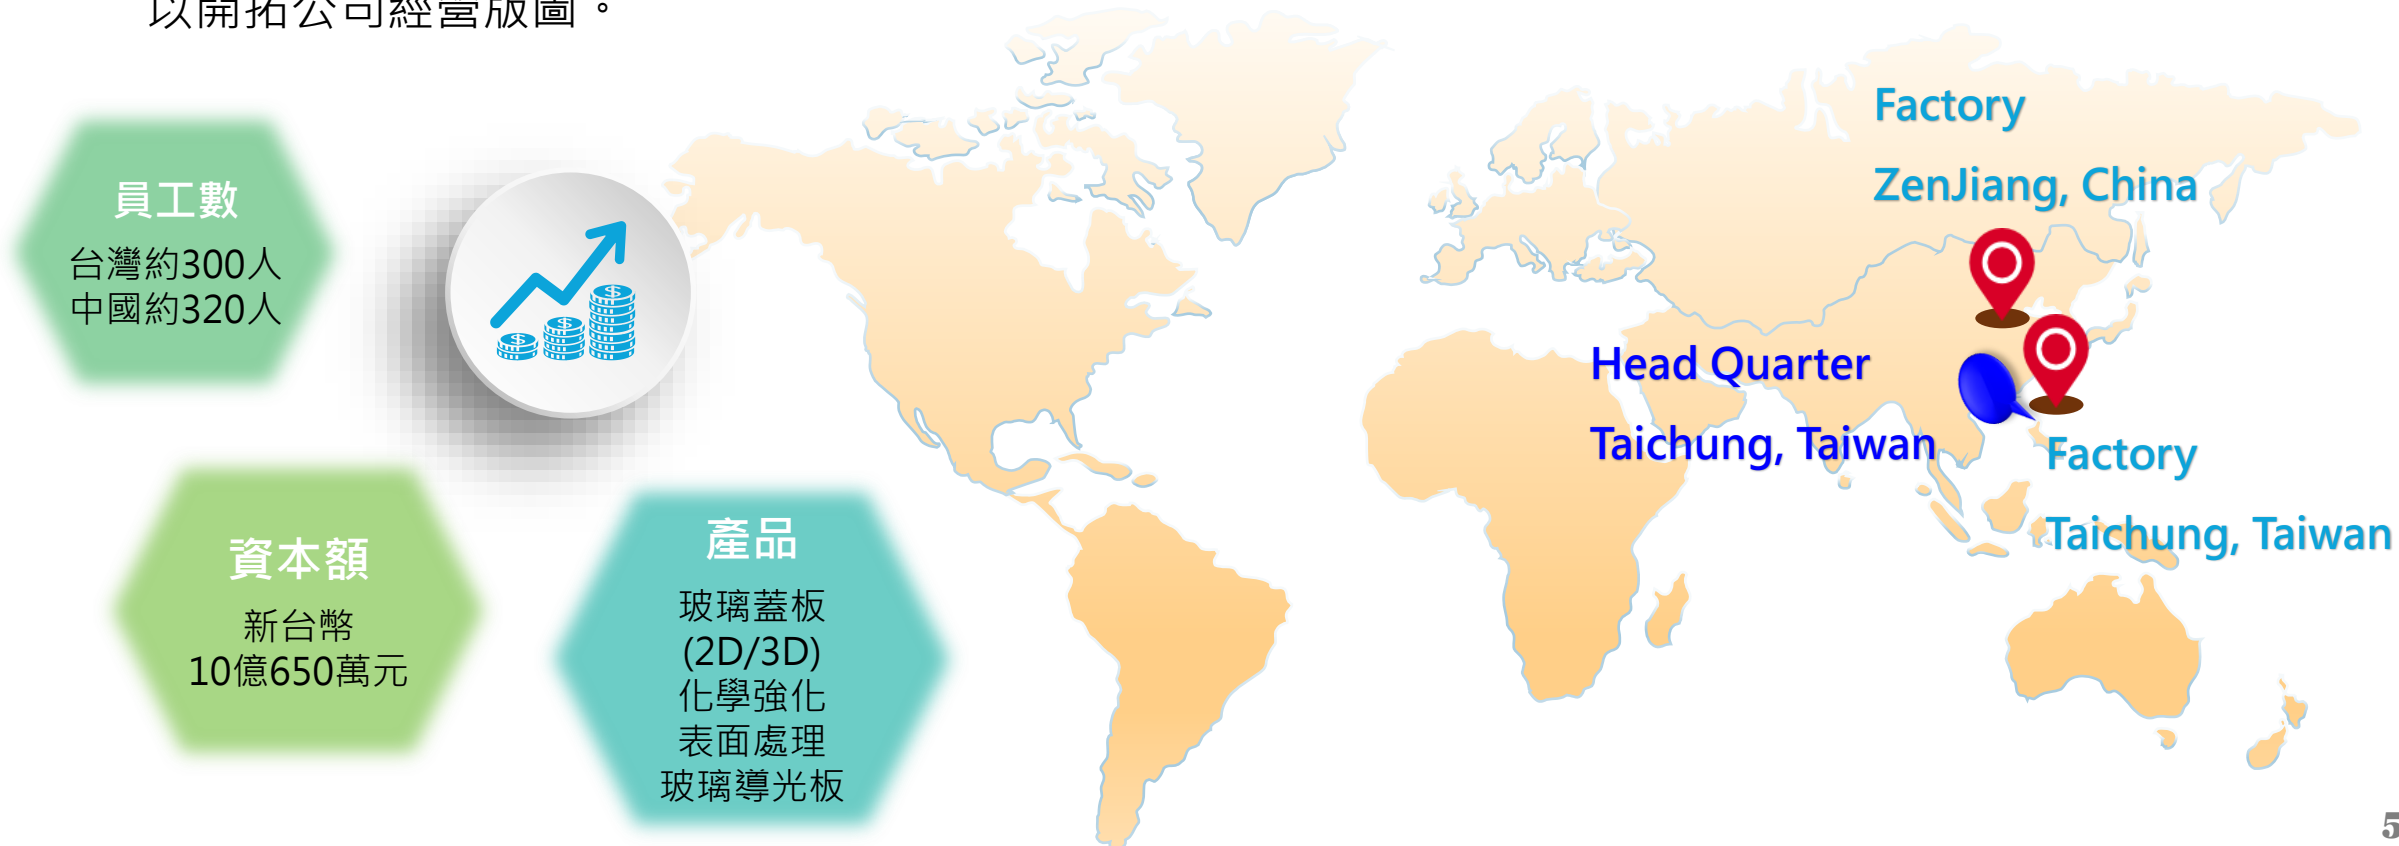 以開拓公司經營版圖。
員工數
台灣約300人
中國約320人
資本額
新台幣
10億650萬元
產品
玻璃蓋板
(2D/3D)
化學強化
表面處理
玻璃導光板
Factory
ZenJiang, China
Head Quarter
Taichung, Taiwan
Factory
Taichung, Taiwan
5